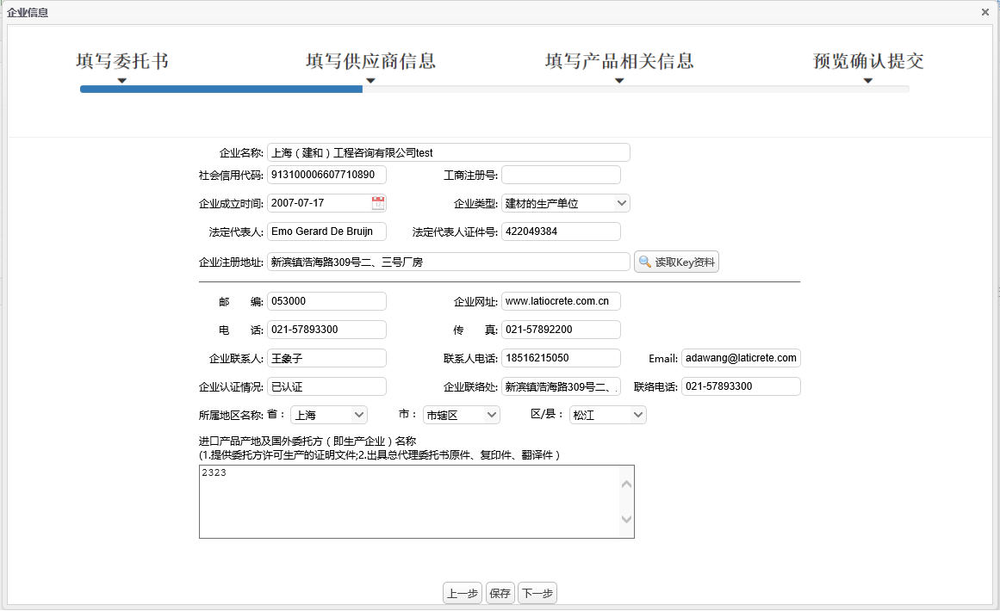 企业信息
填写委托书 填写供应商信息 填写产品相关信息 预览确认提交
企业名称: 上海（建和）工程咨询有限公司test
社会信用代码: 913100006607710890 工商注册号:
企业成立时间: 2007-07-17 企业类型: 建材的生产单位
法定代表人: Emo Gerard De Bruijn 法定代表人证件号: 422049384
企业注册地址: 新滨镇浩海路309号二、三号厂房 读取Key资料
邮 编: 053000 企业网址: www.latiocrete.com.cn
电 话: 021-57893300 传 真: 021-57892200
企业联系人: 王象子 联系人电话: 18516215050 Email: adawang@laticrete.com
企业认证情况: 已认证 企业联络处: 新滨镇浩海路309号二、. 联络电话: 021-57893300
所属地区名称: 省： 上海 市： 市辖区 区/县： 松江
进口产品产地及国外委托方（即生产企业）名称
(1.提供委托方许可生产的证明文件;2.出具总代理委托书原件、复印件、翻译件）
2323
上一步 保存 下一步